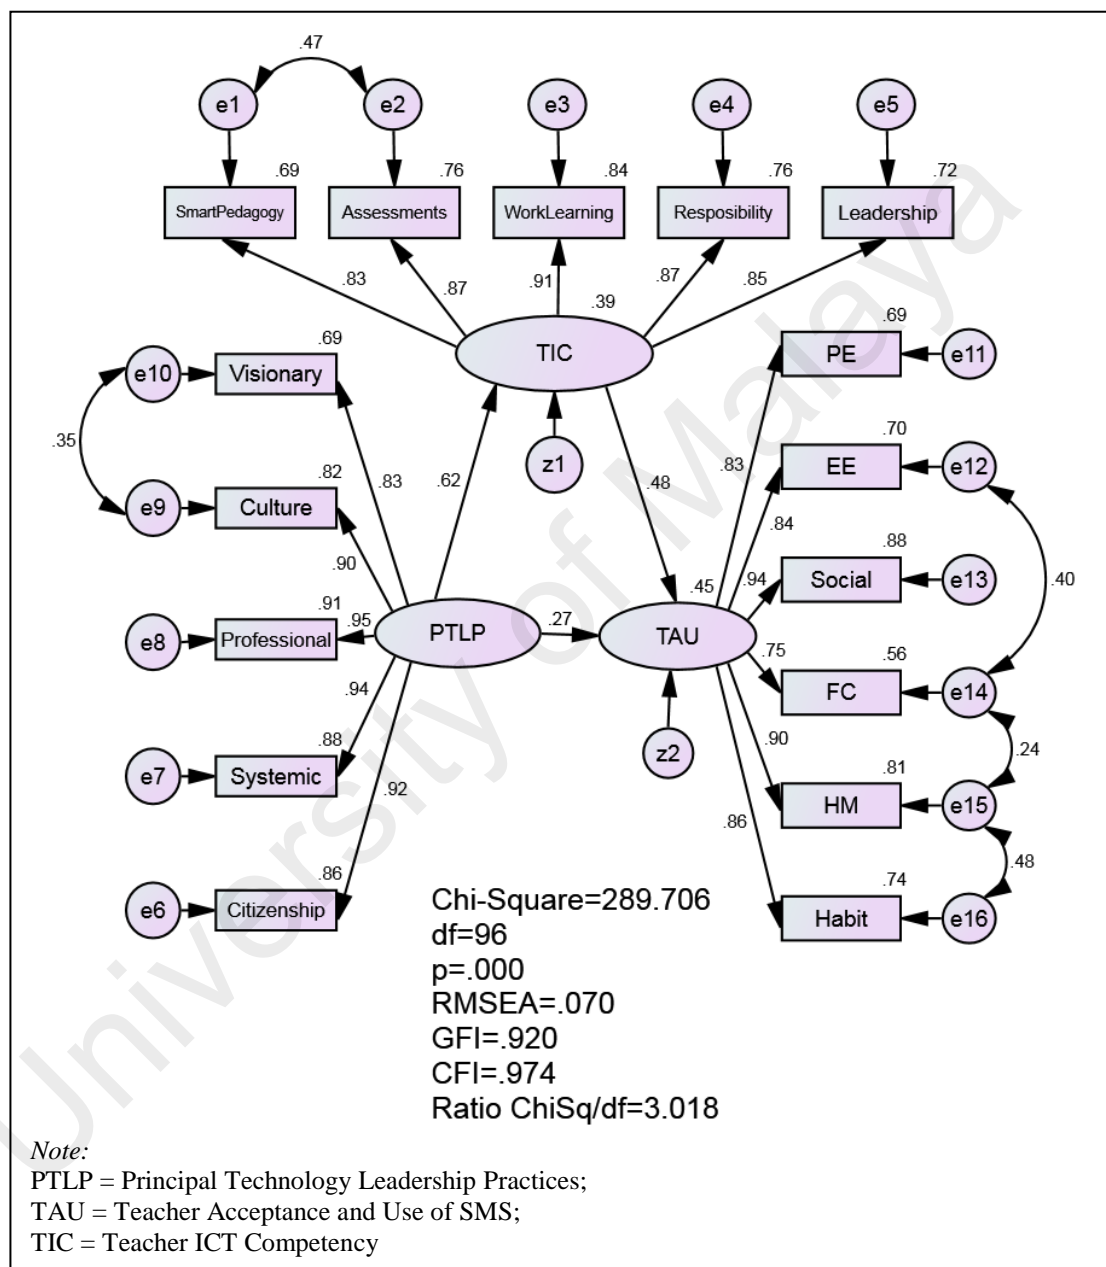 .47
e1 e2 e3 e4 e5
.69 .76 .84 .76 .72
SmartPedagogy Assessments WorkLearning Resposibility Leadership
.83 .87 .91 .87 .85
.39
TIC
z1
.69
e10 Visionary
.35
.82
e9 Culture
.91
e8 Professional
.88
e7 Systemic
.86
e6 Citizenship
.83
.90
.95
.94
.92
PTLP
.62
.48
.27
.45
TAU
z2
.83
.84
.94
.75
.90
.86
.69
PE e11
.70
EE e12
.88
Social e13
.40
.56
FC e14
.24
.81
HM e15
.48
.74
Habit e16
Chi-Square=289.706
df=96
p=.000
RMSEA=.070
GFI=.920
CFI=.974
Ratio ChiSq/df=3.018
Note:
PTLP = Principal Technology Leadership Practices;
TAU = Teacher Acceptance and Use of SMS;
TIC = Teacher ICT Competency
University of Malaya